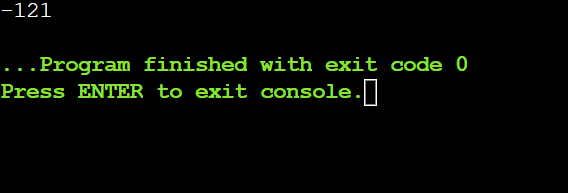 -121
...Program finished with exit code 0
Press ENTER to exit console.